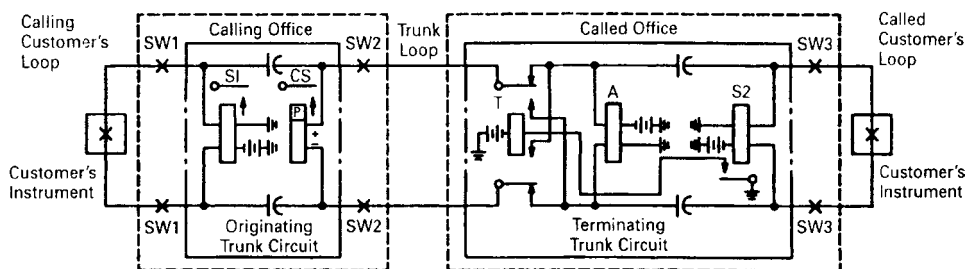 Calling
Customer's
Loop
Calling Office
Trunk
Loop
Called Office
Called
Customer's
Loop
SW1
SW2
SW3
SI
CS
P
+
−
T
A
S2
Customer's
Instrument
Customer's
Instrument
SW1
Originating
Trunk Circuit
SW2
Terminating
Trunk Circuit
SW3